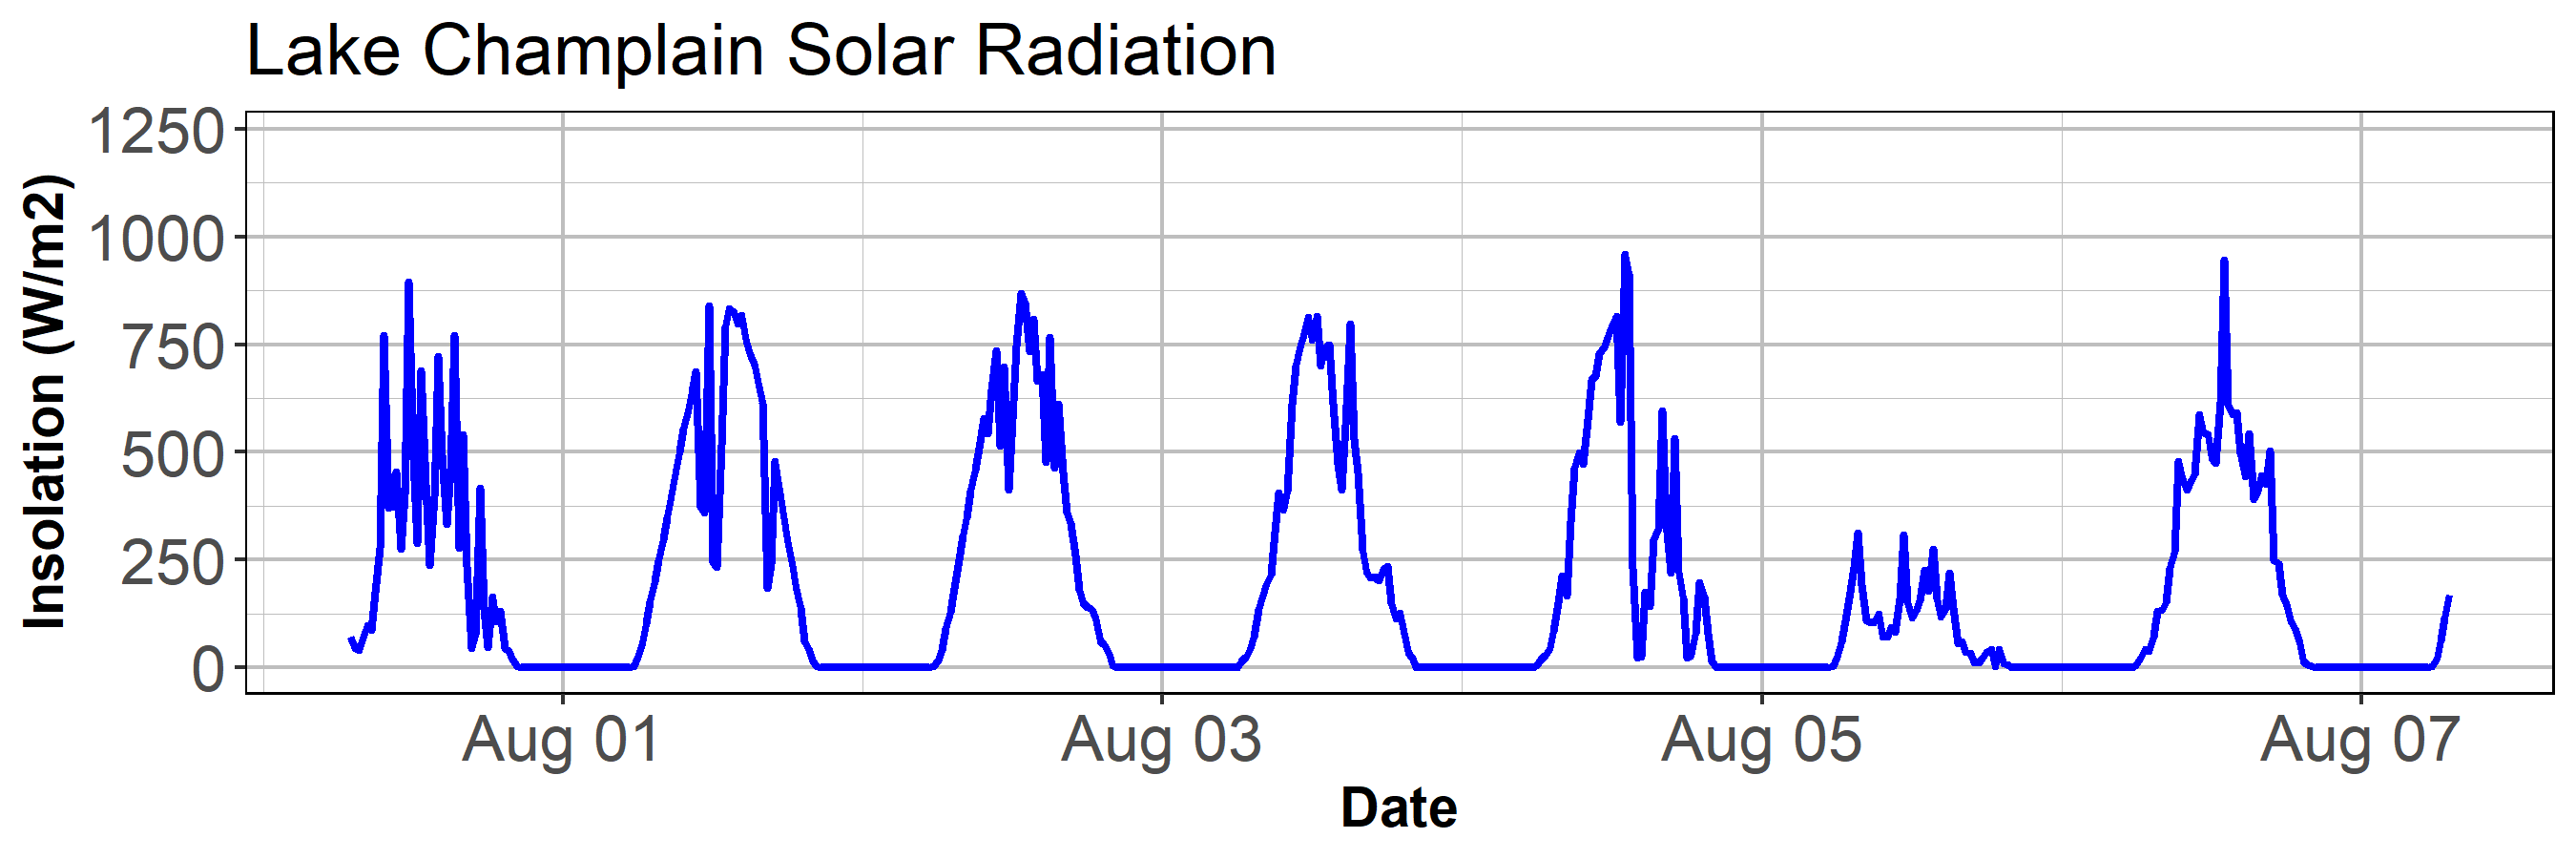 Lake Champlain Solar Radiation
Insolation (W/m2)
1250
1000
750
500
250
0
Aug 01 Aug 03 Aug 05 Aug 07
Date